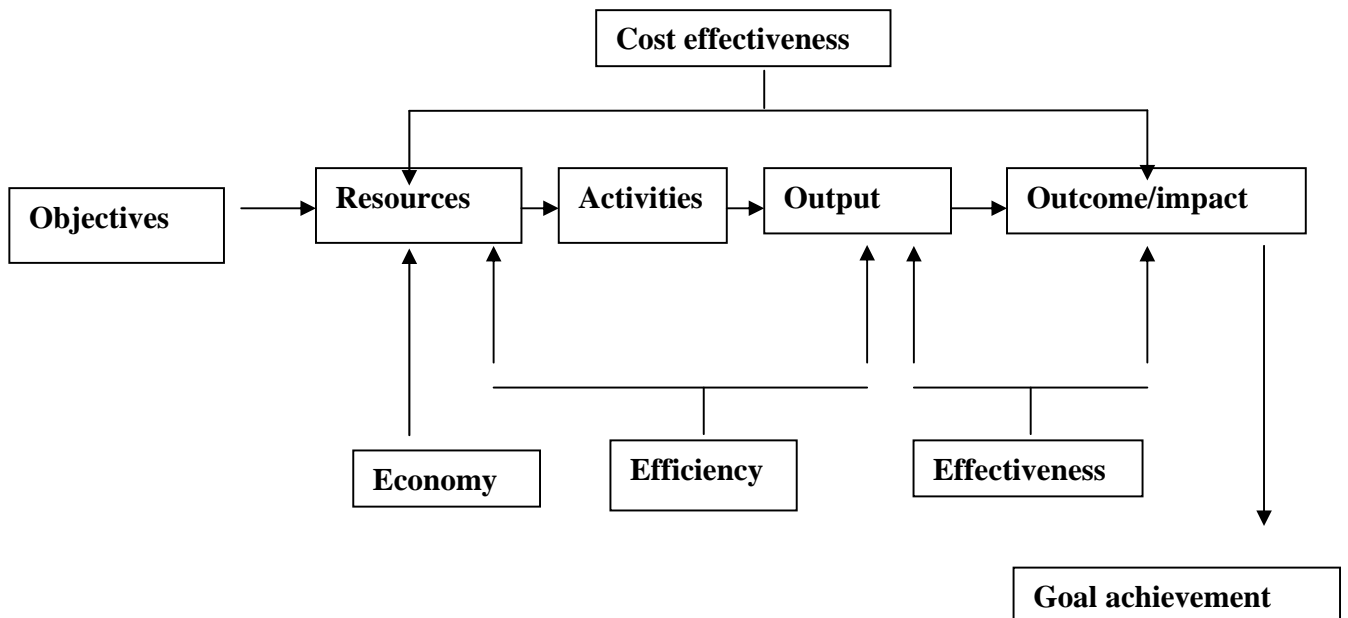 Cost effectiveness
Objectives
Resources
Activities
Output
Outcome/impact
Economy
Efficiency
Effectiveness
Goal achievement